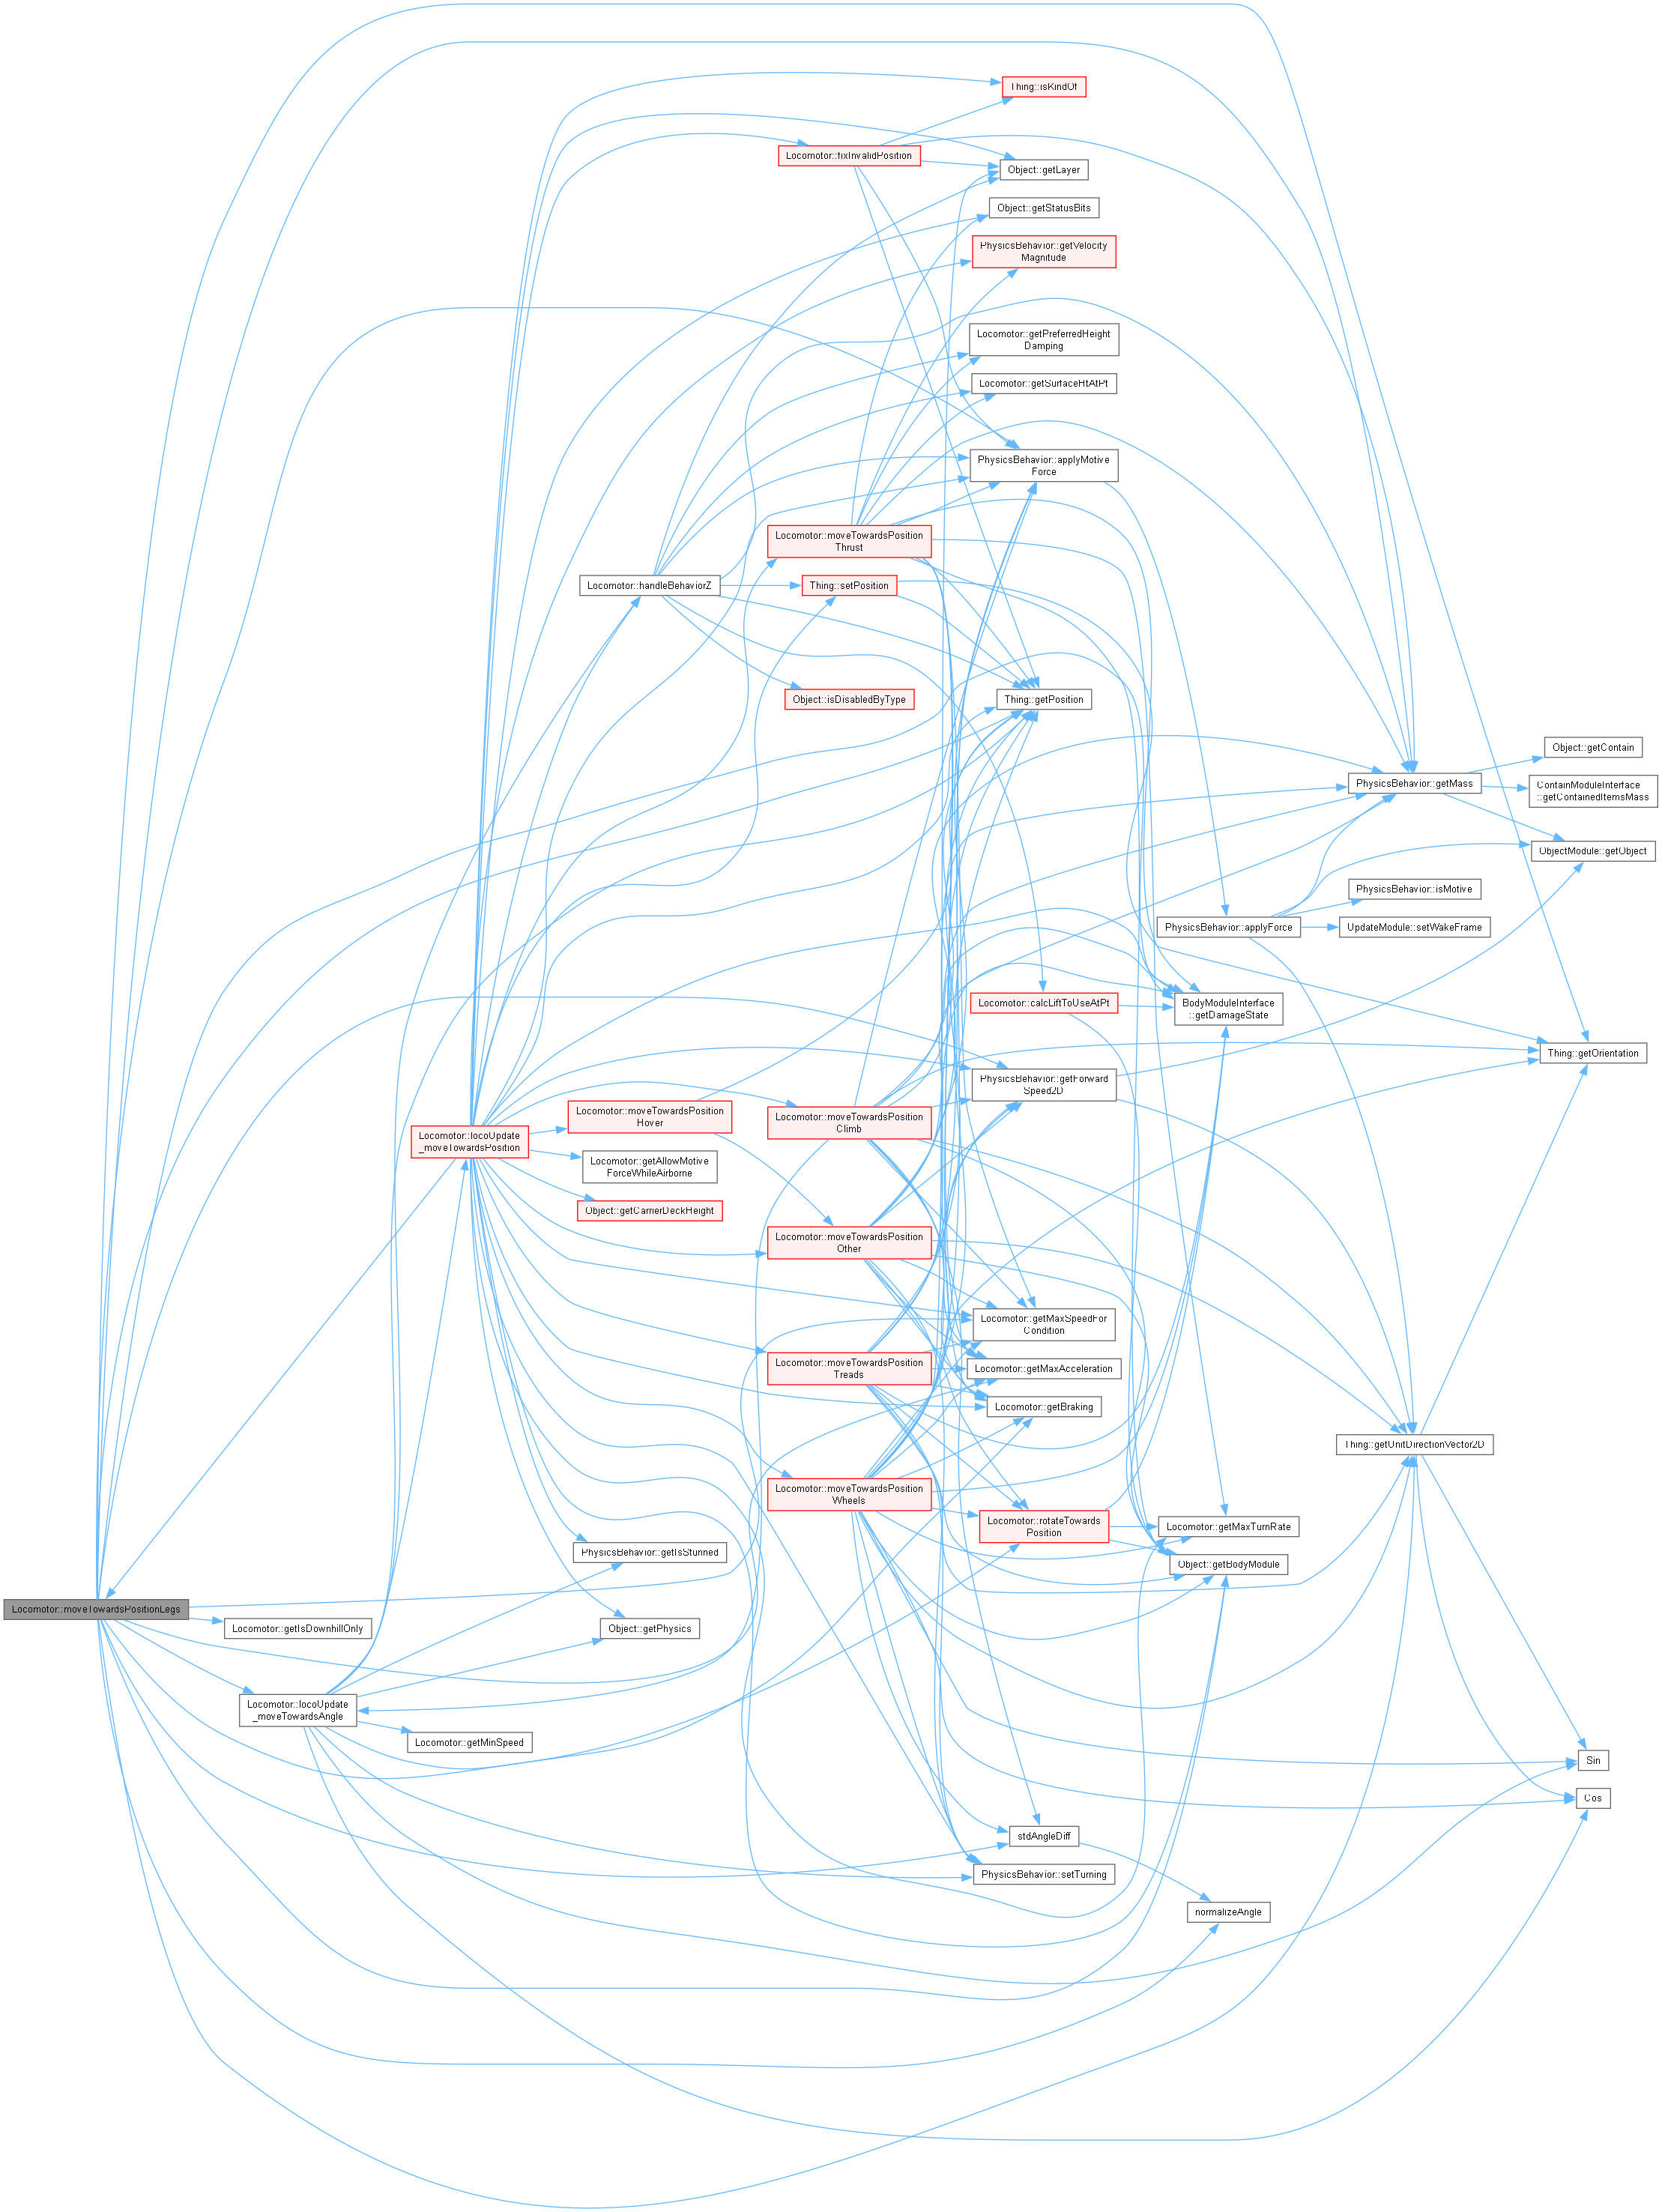 Thing::isKindOf
Locomotor::fixInvalidPosition
Object::getLayer
Object::getStatusBits
PhysicsBehavior::getVelocity
Magnitude
Locomotor::getPreferredHeight
Damping
Locomotor::getSurfaceHtAtPt
PhysicsBehavior::applyMotive
Force
Locomotor::moveTowardsPosition
Thrust
Locomotor::handleBehaviorZ
Thing::setPosition
Object::isDisabledByType
Thing::getPosition
Object::getContain
PhysicsBehavior::getMass
ContainModuleInterface
::getContainedItemsMass
ObjectModule::getObject
PhysicsBehavior::isMotive
PhysicsBehavior::applyForce
UpdateModule::setWakeFrame
Locomotor::calcLiftToUseAtPt
BodyModuleInterface
::getDamageState
Thing::getOrientation
PhysicsBehavior::getForward
Speed2D
Locomotor::moveTowardsPosition
Hover
Locomotor::moveTowardsPosition
Climb
Locomotor::locoUpdate
_moveTowardsPosition
Locomotor::getAllowMotive
ForceWhileAirborne
Object::getCarrierDeckHeight
Locomotor::moveTowardsPosition
Other
Locomotor::getMaxSpeedFor
Condition
Locomotor::moveTowardsPosition
Treads
Locomotor::getMaxAcceleration
Locomotor::getBraking
Thing::getUnitDirectionVector2D
Locomotor::moveTowardsPosition
Wheels
Locomotor::rotateTowards
Position
Locomotor::getMaxTurnRate
PhysicsBehavior::getIsStunned
Object::getBodyModule
Locomotor::moveTowardsPositionLegs
Locomotor::getIsDownhillOnly
Object::getPhysics
Locomotor::locoUpdate
_moveTowardsAngle
Locomotor::getMinSpeed
Sin
Cos
stdAngleDiff
PhysicsBehavior::setTurning
normalizeAngle